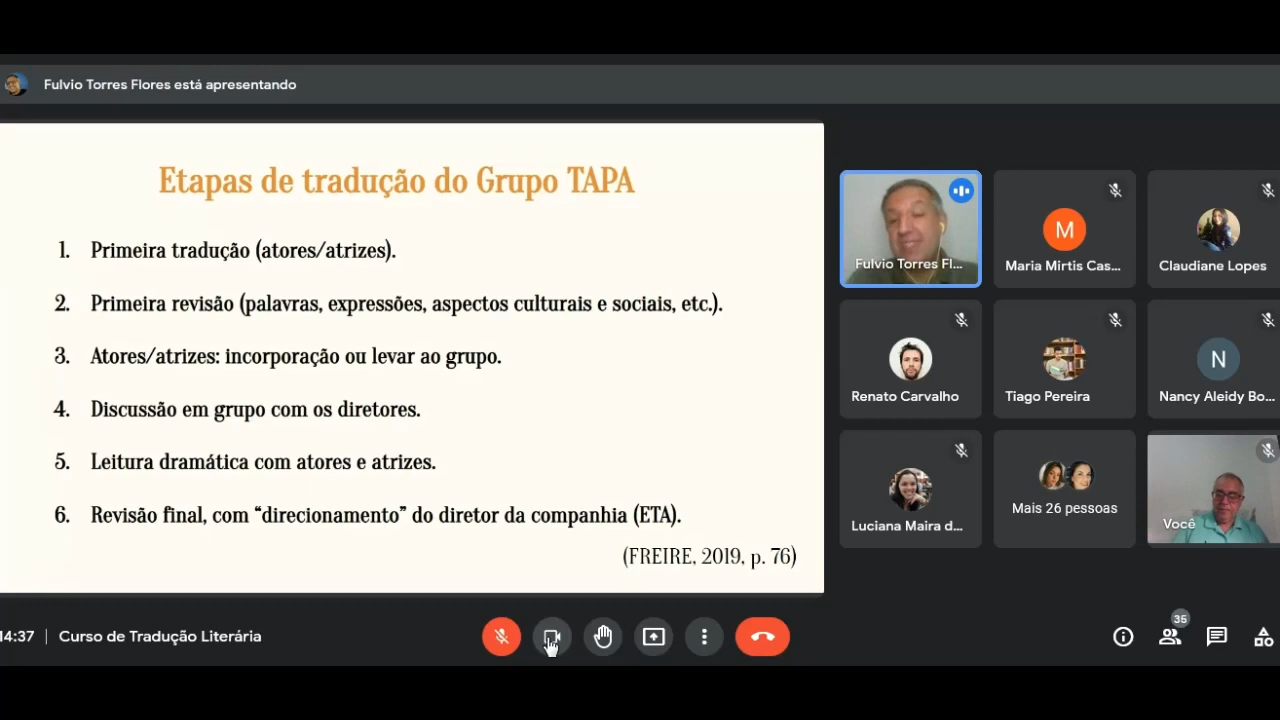 Fulvio Torres Flores está apresentando
Etapas de tradução do Grupo TAPA
1. Primeira tradução (atores/atrizes).
2. Primeira revisão (palavras, expressões, aspectos culturais e sociais, etc.).
3. Atores/atrizes: incorporação ou levar ao grupo.
4. Discussão em grupo com os diretores.
5. Leitura dramática com atores e atrizes.
6. Revisão final, com “direcionamento” do diretor da companhia (ETA).
(FREIRE, 2019, p. 76)
Fulvio Torres Fl...
M
Maria Mirtis Cas...
Claudiane Lopes
Renato Carvalho
Tiago Pereira
N
Nancy Aleidy Bo...
Luciana Maira d...
Mais 26 pessoas
Você
14:37 | Curso de Tradução Literária
35